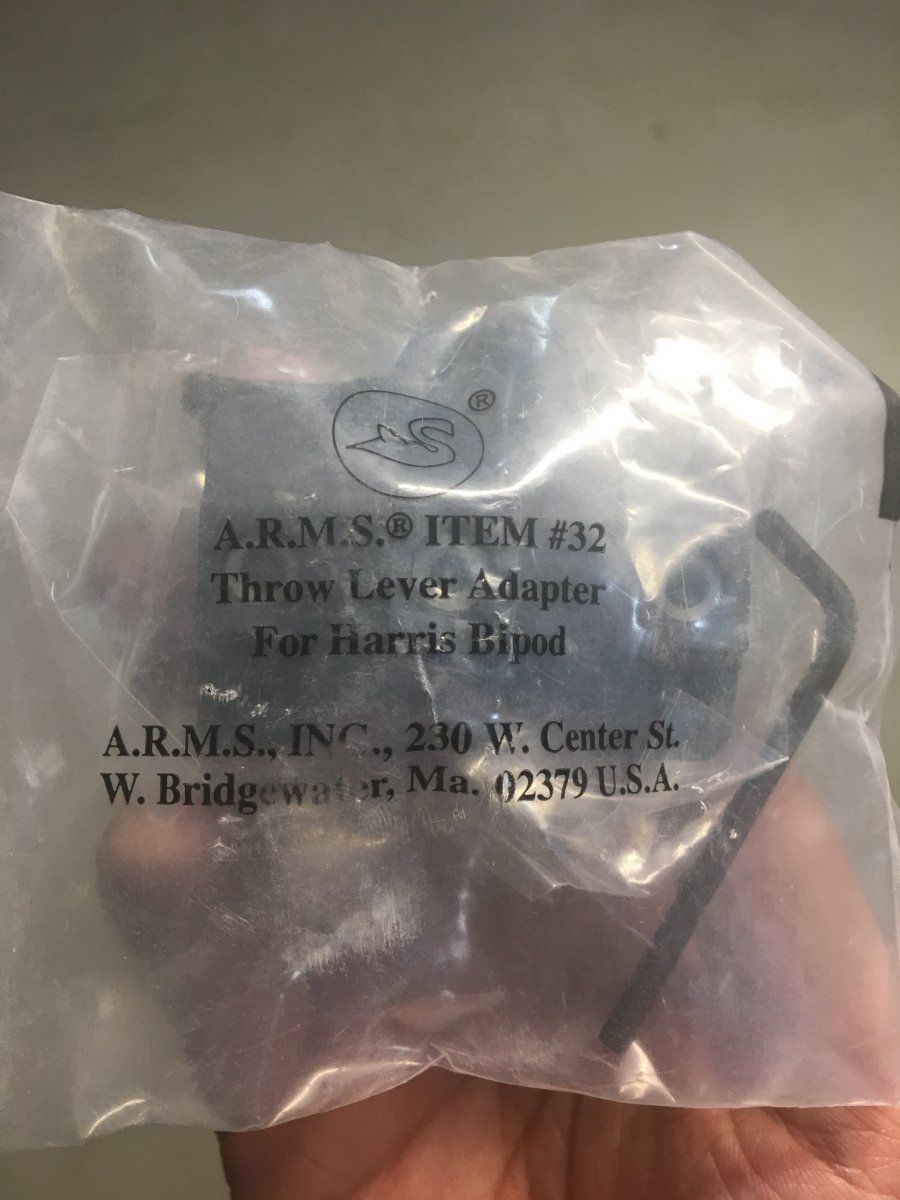 ®
A.R.M.S.® ITEM #32
Throw Lever Adapter
For Harris Bipod
A.R.M.S., INC., 230 W. Center St.
W. Bridgewater, Ma. 02379 U.S.A.